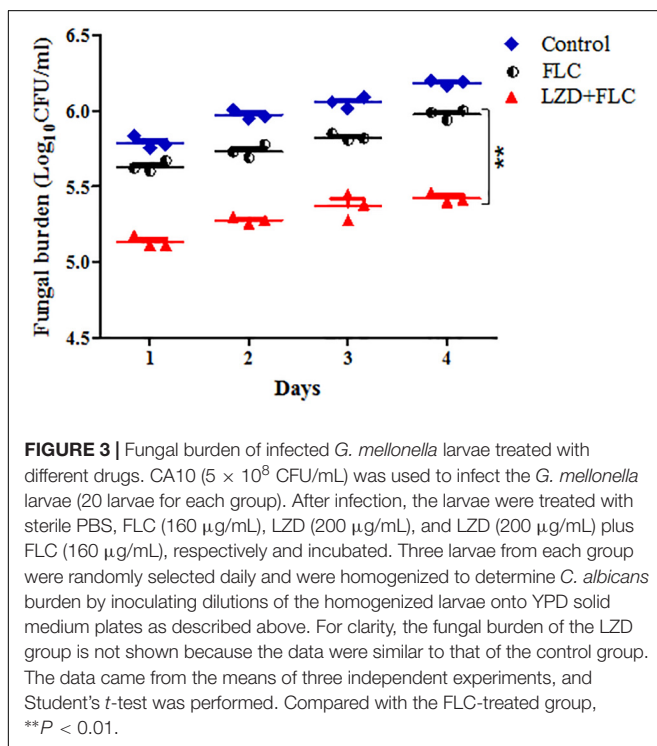 6.5
6.0
5.5
5.0
4.5
Fungal burden (Log10CFU/ml)
Control
FLC
LZD+FLC
**
1 2 3 4
Days
FIGURE 3 | Fungal burden of infected G. mellonella larvae treated with
different drugs. CA10 (5 × 10⁸ CFU/mL) was used to infect the G. mellonella
larvae (20 larvae for each group). After infection, the larvae were treated with
sterile PBS, FLC (160 μg/mL), LZD (200 μg/mL), and LZD (200 μg/mL) plus
FLC (160 μg/mL), respectively and incubated. Three larvae from each group
were randomly selected daily and were homogenized to determine C. albicans
burden by inoculating dilutions of the homogenized larvae onto YPD solid
medium plates as described above. For clarity, the fungal burden of the LZD
group is not shown because the data were similar to that of the control group.
The data came from the means of three independent experiments, and
Student's t-test was performed. Compared with the FLC-treated group,
**P < 0.01.